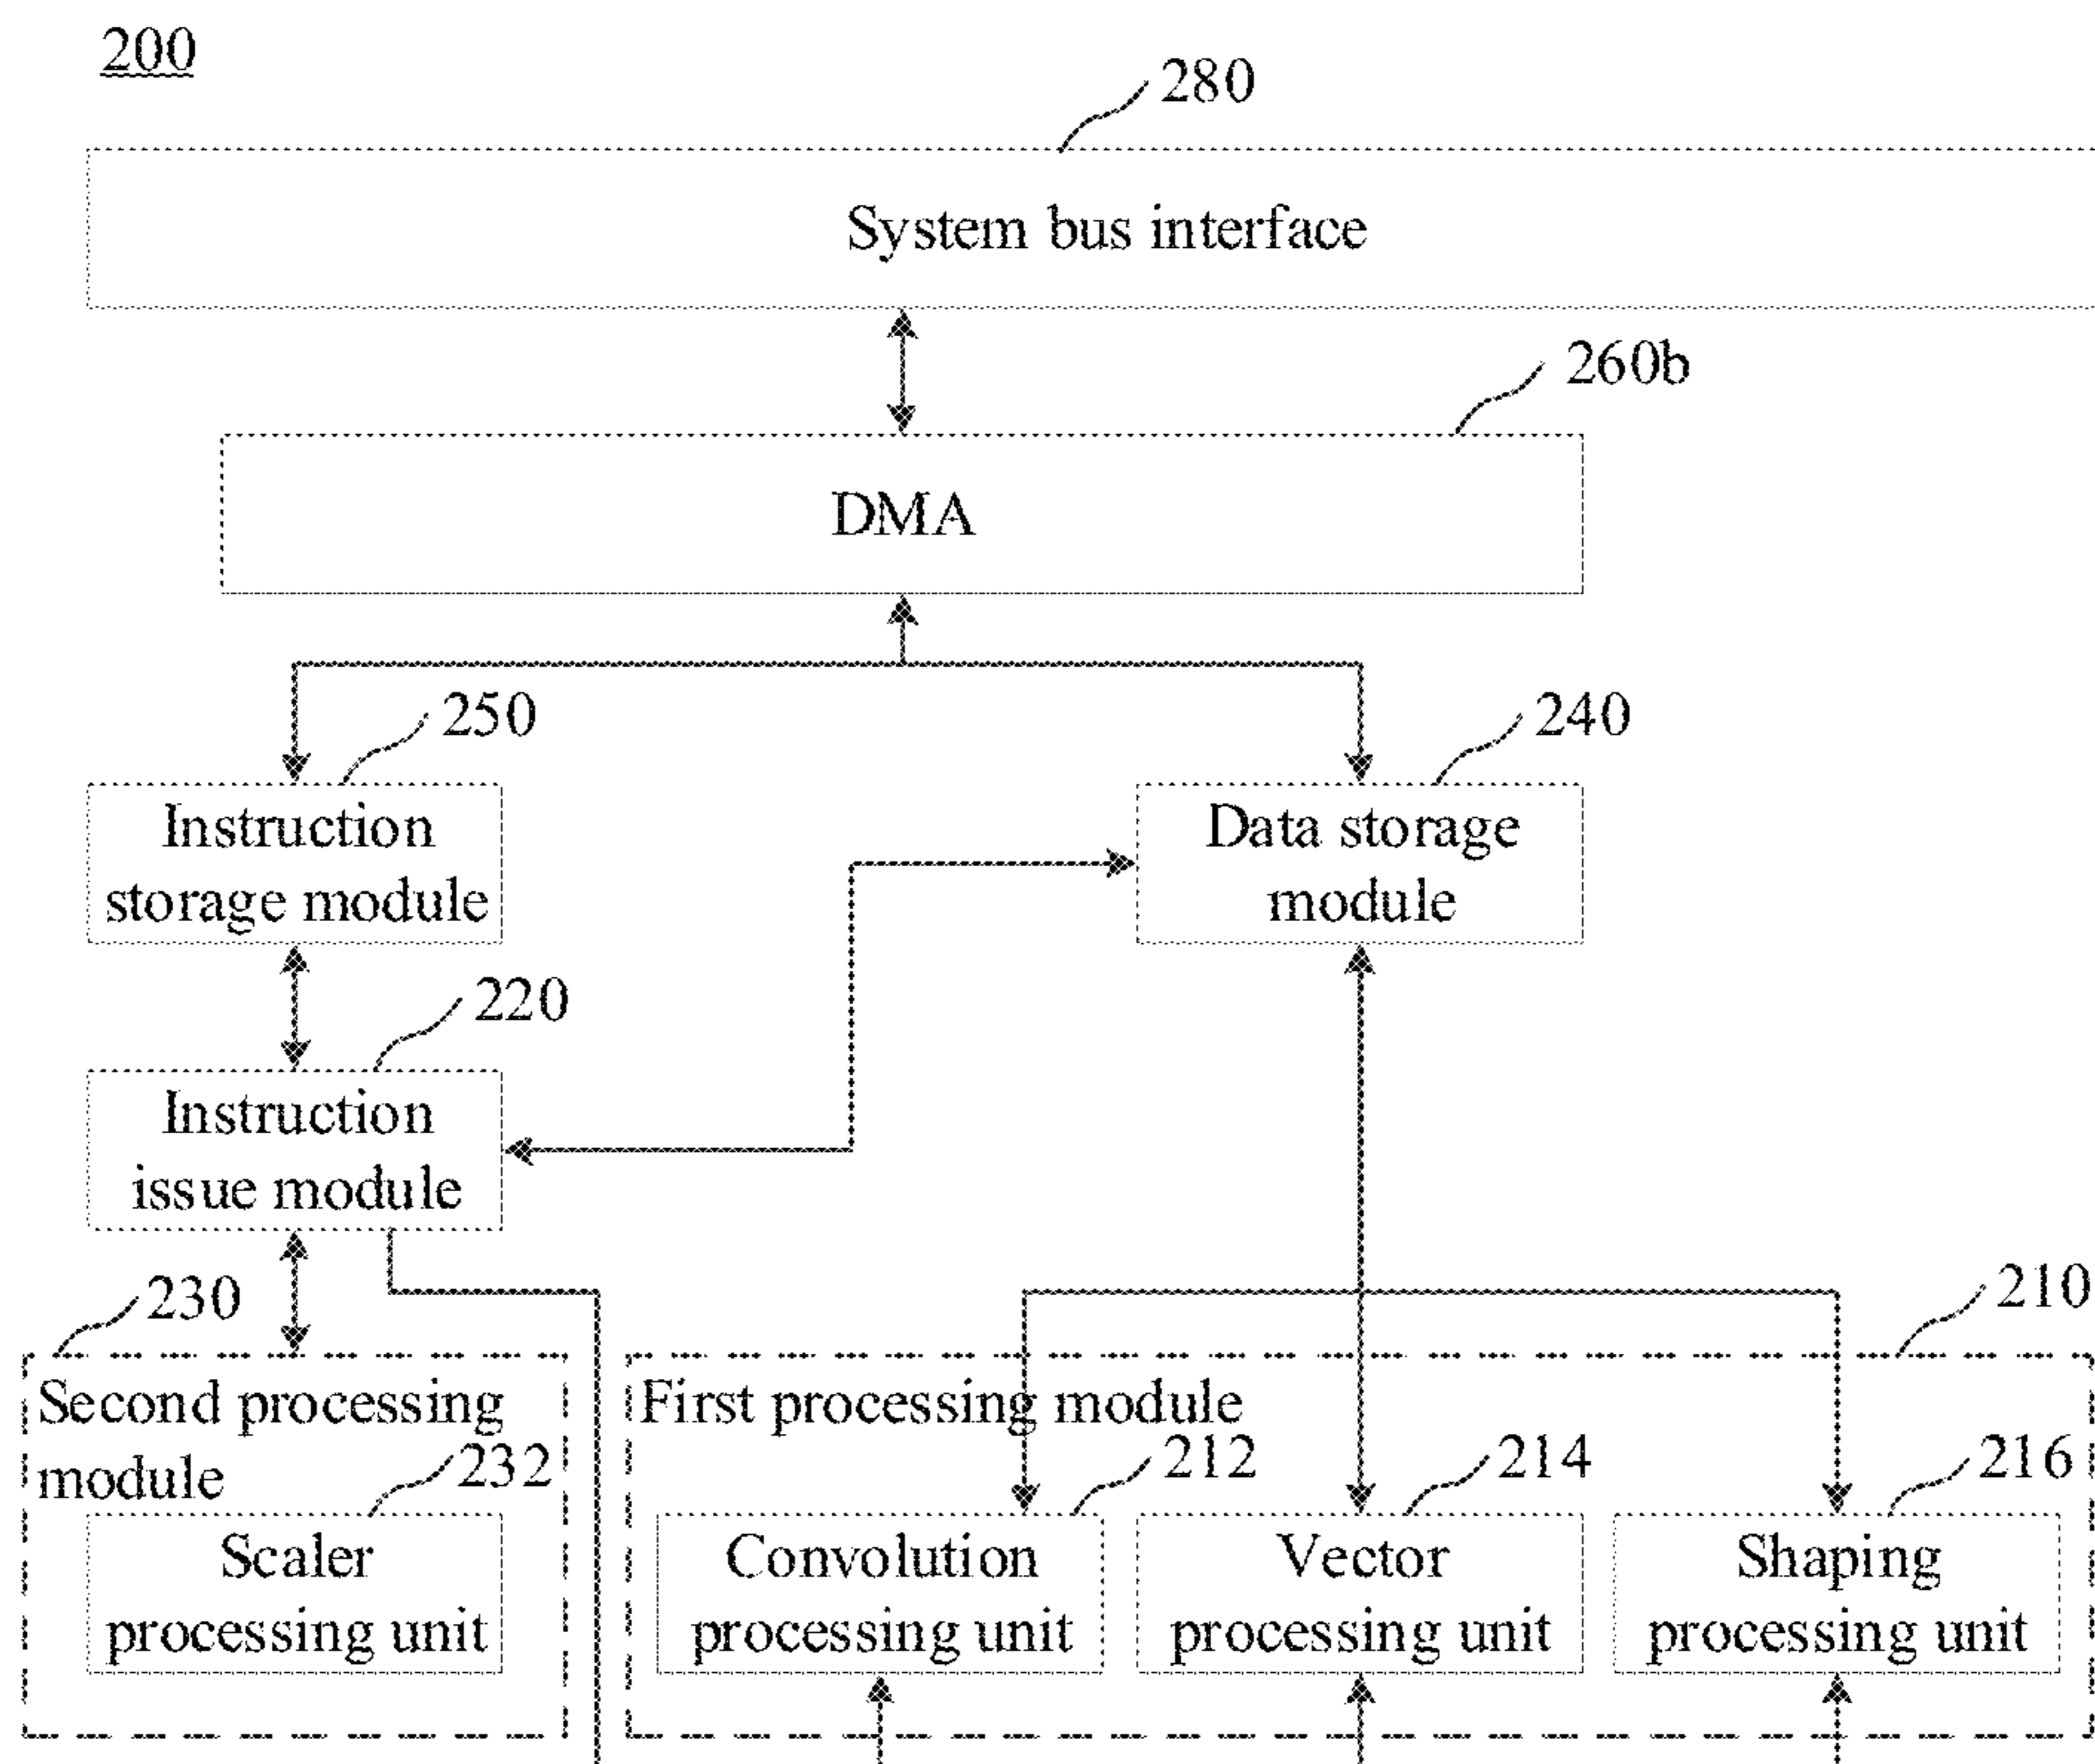 200
280
System bus interface
260b
DMA
250
240
Instruction
storage module
Data storage
module
220
Instruction
issue module
230
210
Second processing
module
First processing module
232
212
214
216
Scaler
processing unit
Convolution
processing unit
Vector
processing unit
Shaping
processing unit